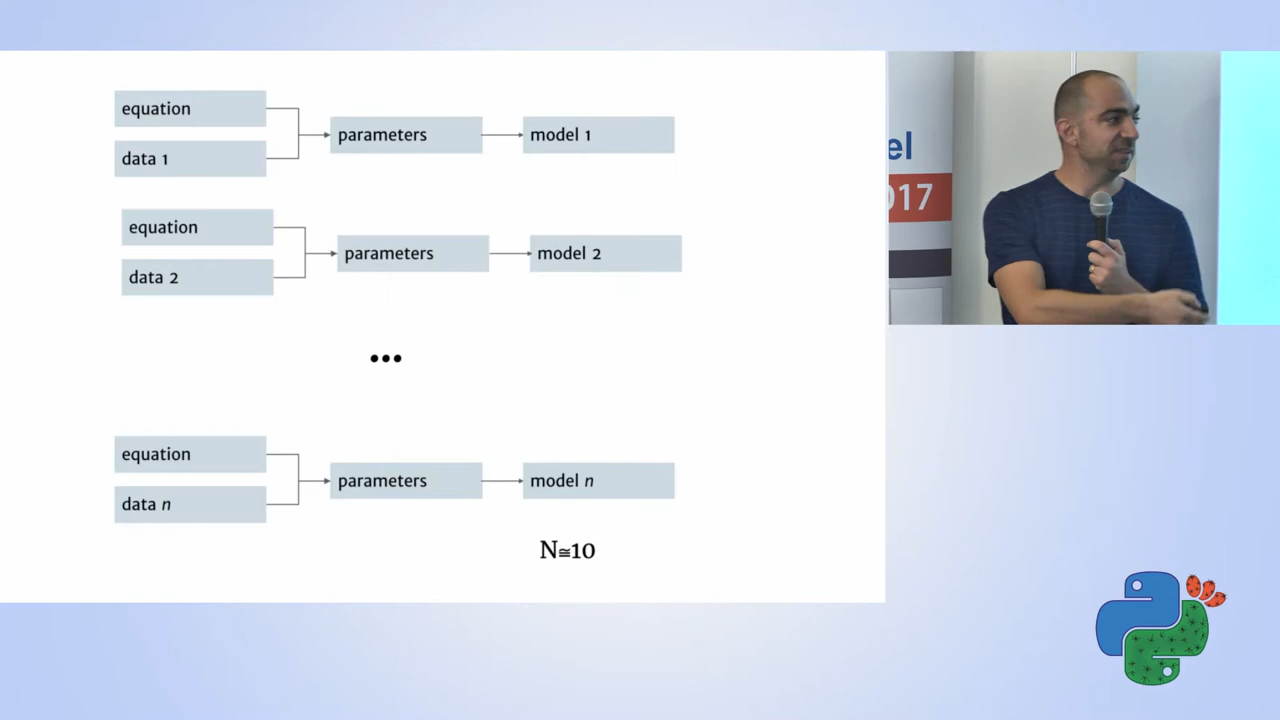 equation
data 1
parameters
model 1
equation
data 2
parameters
model 2
...
equation
data n
parameters
model n
N≅10
el
017